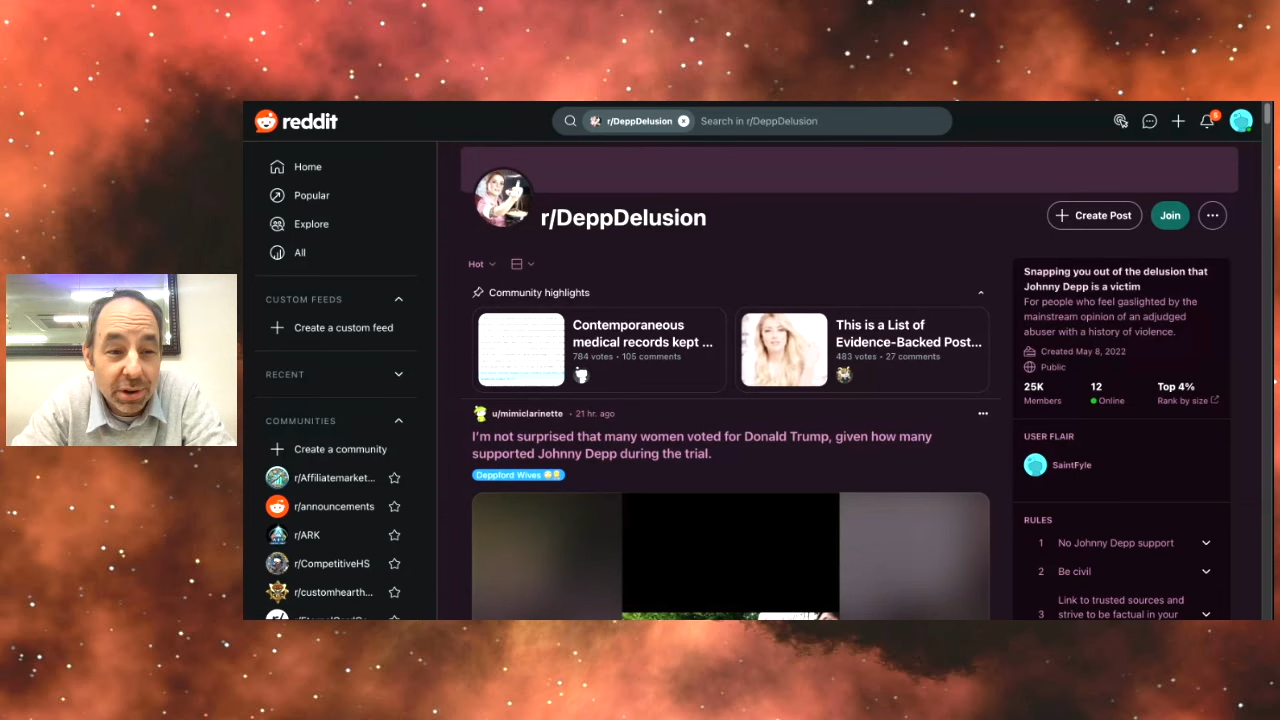 reddit
r/DeppDelusion
Search in r/DeppDelusion
5
Home
Popular
Explore
All
CUSTOM FEEDS
Create a custom feed
RECENT
COMMUNITIES
Create a community
r/Affiliatemarket...
r/announcements
r/ARK
r/CompetitiveHS
r/customhearth...
r/DeppDelusion
Create Post
Join
Hot
Community highlights
Contemporaneous
medical records kept ...
784 votes • 105 comments
This is a List of
Evidence-Backed Post...
483 votes • 27 comments
u/mimiclarinette • 21 hr. ago
I'm not surprised that many women voted for Donald Trump, given how many
supported Johnny Depp during the trial.
Deppford Wives
Snapping you out of the delusion that
Johnny Depp is a victim
For people who feel gaslighted by the
mainstream opinion of an adjudged
abuser with a history of violence.
Created May 8, 2022
Public
25K 12 Top 4%
Members Online Rank by size
USER FLAIR
SaintFyle
RULES
1 No Johnny Depp support
2 Be civil
Link to trusted sources and
3 strive to be factual in your